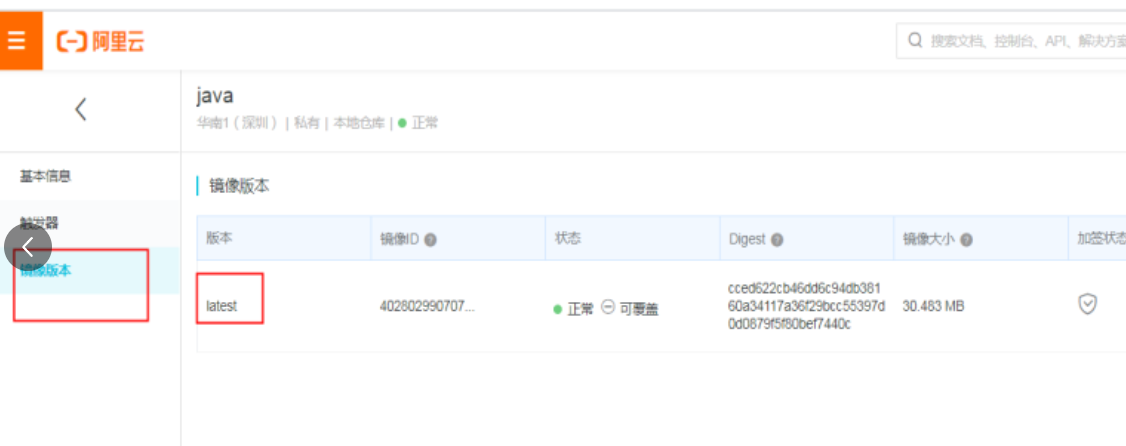 阿里云
搜索文档、控制台、API、解决方案
java
华南1（深圳） | 私有 | 本地仓库 | 正常
基本信息
触发器
镜像版本
镜像版本
版本 镜像ID 状态 Digest 镜像大小 加签状态
latest 402802990707... 正常 可覆盖 cced622cb46dd6c94db381 30.483 MB
60a34117a36f29bcc55397d
0d0879f5f80bef7440c